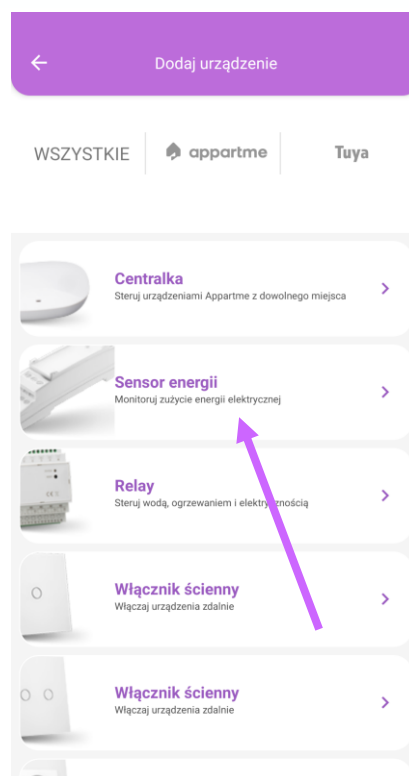 Dodaj urządzenie
WSZYSTKIE appartme Tuya
Centralka
Steruj urządzeniami Appartme z dowolnego miejsca
Sensor energii
Monitoruj zużycie energii elektrycznej
Relay
Steruj wodą, ogrzewaniem i elektrycznością
Włącznik ścienny
Włączaj urządzenia zdalnie
Włącznik ścienny
Włączaj urządzenia zdalnie